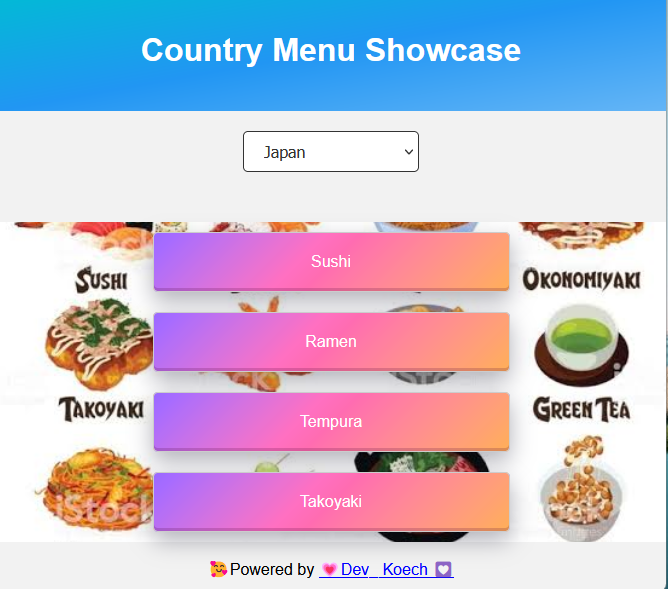 Country Menu Showcase
Japan
Sushi
SUSHI
OKONOMIYAKI
Ramen
TAKOYAKI
GREEN TEA
Tempura
iStock
Takoyaki
🥰Powered by 💗Dev_Koech 💟